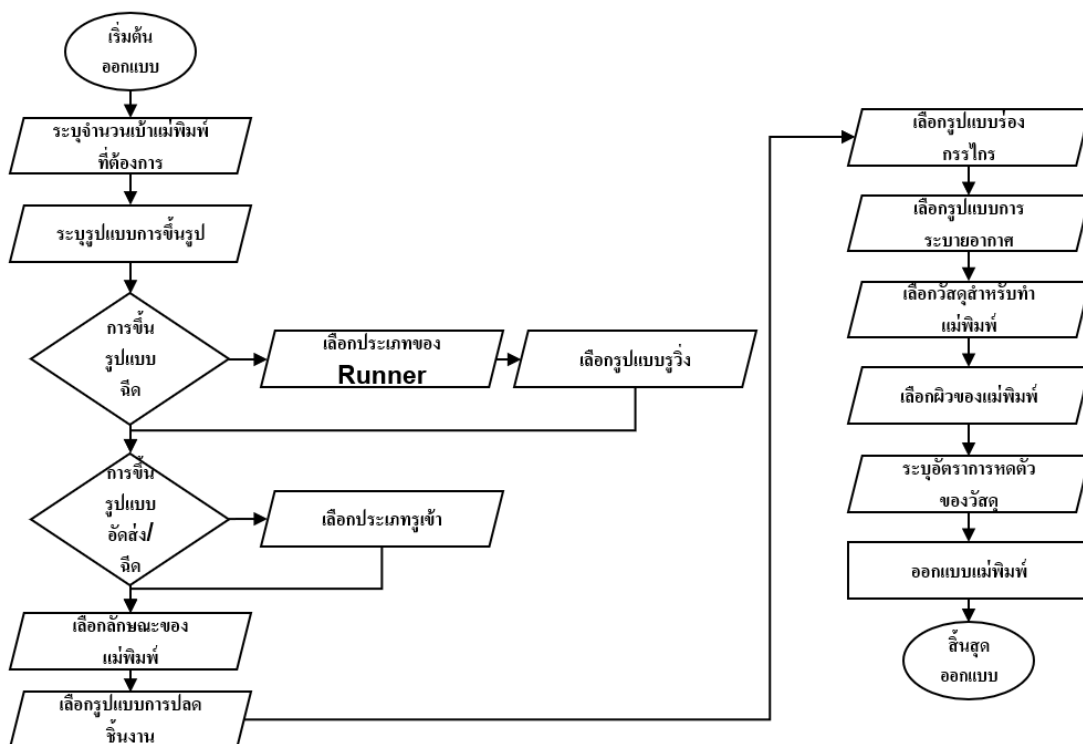 เริ่มต้น
ออกแบบ
ระบุจำนวนเบ้าแม่พิมพ์
ที่ต้องการ
ระบุรูปแบบการขึ้นรูป
การขึ้น
รูปแบบ
ฉีด
เลือกประเภทของ
Runner
เลือกรูปแบบรูวิ่ง
การขึ้น
รูปแบบ
อัดส่ง/
ฉีด
เลือกประเภทรูเข้า
เลือกลักษณะของ
แม่พิมพ์
เลือกรูปแบบการปลด
ชิ้นงาน
เลือกรูปแบบร่อง
กรรไกร
เลือกรูปแบบการ
ระบายอากาศ
เลือกวัสดุสำหรับทำ
แม่พิมพ์
เลือกผิวของแม่พิมพ์
ระบุอัตราการหดตัว
ของวัสดุ
ออกแบบแม่พิมพ์
สิ้นสุด
ออกแบบ